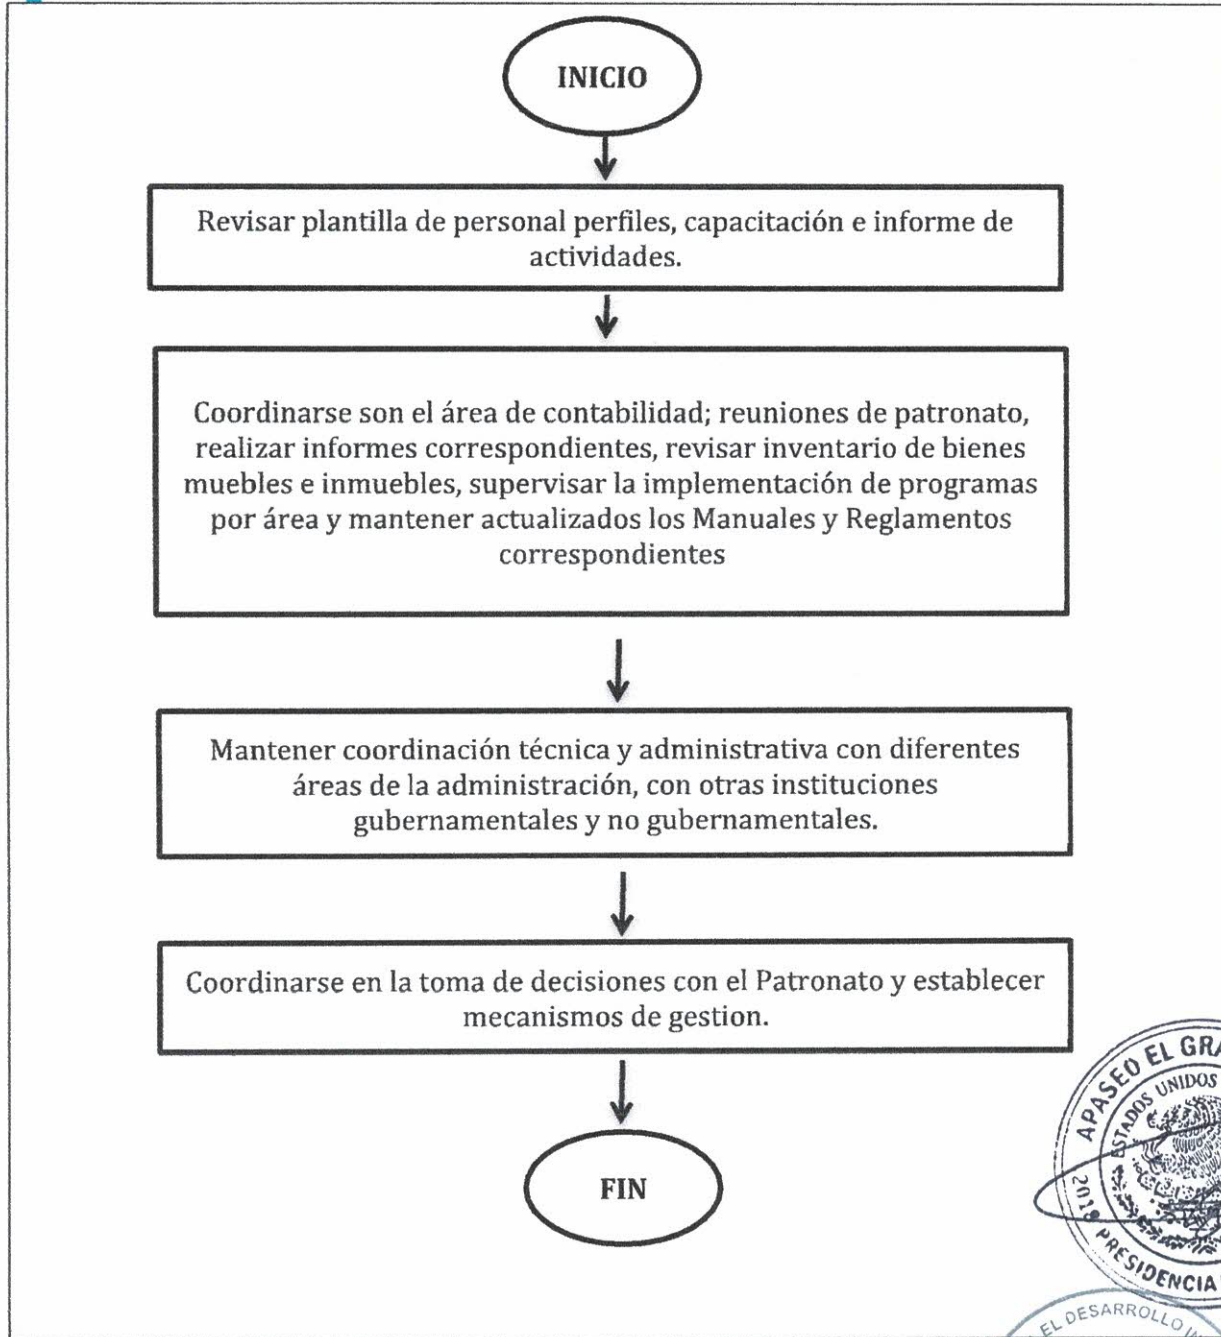 INICIO
Revisar plantilla de personal perfiles, capacitación e informe de
actividades.
Coordinarse son el área de contabilidad; reuniones de patronato,
realizar informes correspondientes, revisar inventario de bienes
muebles e inmuebles, supervisar la implementación de programas
por área y mantener actualizados los Manuales y Reglamentos
correspondientes
Mantener coordinación técnica y administrativa con diferentes
áreas de la administración, con otras instituciones
gubernamentales y no gubernamentales.
Coordinarse en la toma de decisiones con el Patronato y establecer
mecanismos de gestion.
FIN
APASEO EL
ESTADOS UNIDOS
2018 PRESIDENCIA
EL DESARROLLO